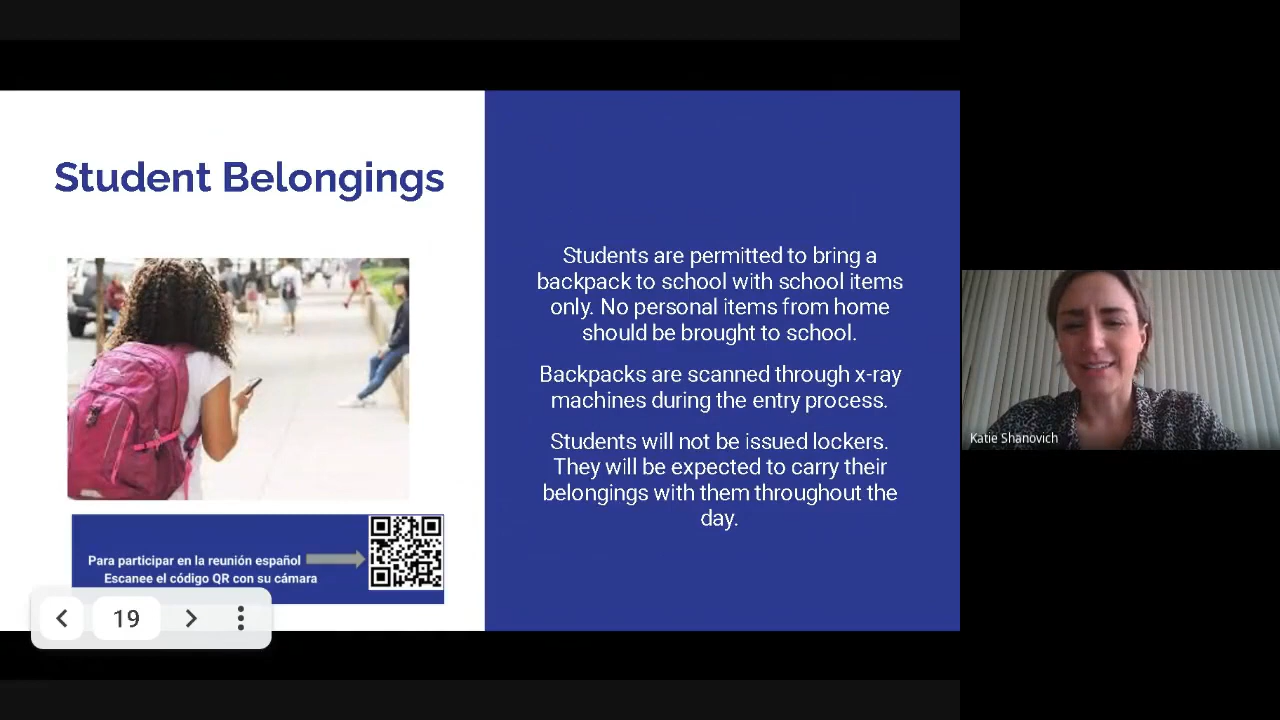 Student Belongings
Students are permitted to bring a
backpack to school with school items
only. No personal items from home
should be brought to school.
Backpacks are scanned through x-ray
machines during the entry process.
Students will not be issued lockers.
They will be expected to carry their
belongings with them throughout the
day.
Para participar en la reunión español
Escanee el código QR con su cámara
19
Katie Shanovich